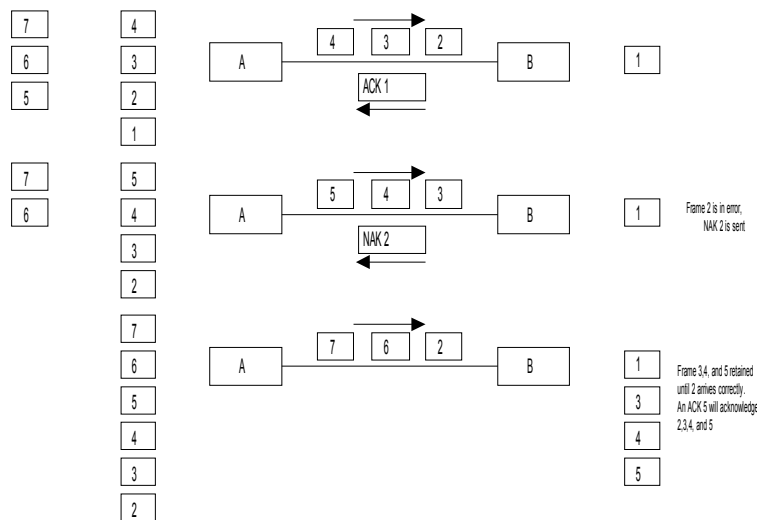 7 4 4 3 2
6 3 A B 1
5 2 ACK 1
1
7 5 5 4 3
6 4 A B 1 Frame 2 is in error,
3 NAK 2 NAK 2 is sent
2
7 7 6 2
6 A B 1 Frame 3,4, and 5 retained
5 3 until 2 arrives correctly.
4 4 An ACK 5 will acknowledge
3 5 2,3,4, and 5
2